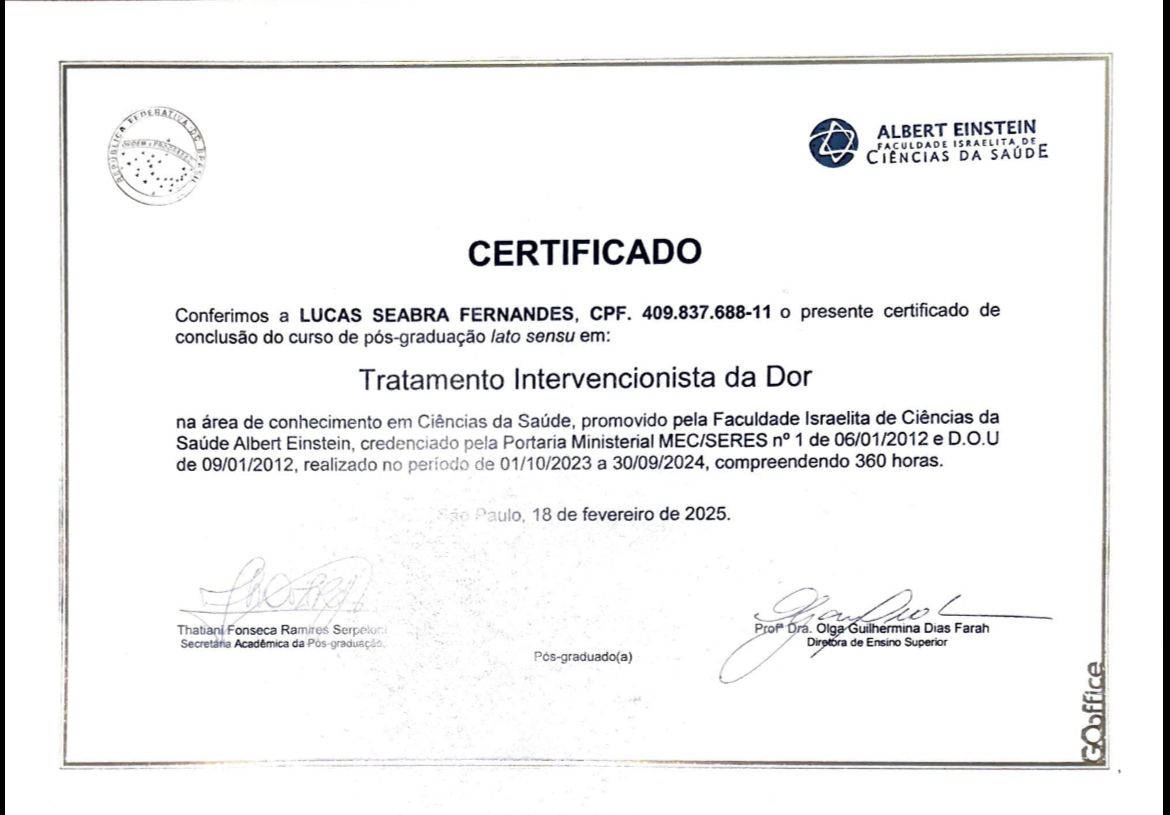 REPÚBLICA FEDERATIVA DO BRASIL
ORDEM E PROGRESSO
ALBERT EINSTEIN
FACULDADE ISRAELITA DE
CIÊNCIAS DA SAÚDE
CERTIFICADO
Conferimos a LUCAS SEABRA FERNANDES, CPF. 409.837.688-11 o presente certificado de
conclusão do curso de pós-graduação lato sensu em:
Tratamento Intervencionista da Dor
na área de conhecimento em Ciências da Saúde, promovido pela Faculdade Israelita de Ciências da
Saúde Albert Einstein, credenciado pela Portaria Ministerial MEC/SERES nº 1 de 06/01/2012 e D.O.U
de 09/01/2012, realizado no período de 01/10/2023 a 30/09/2024, compreendendo 360 horas.
São Paulo, 18 de fevereiro de 2025.
Thatiani Fonseca Ramires Serpeloni
Secretária Acadêmica da Pós-graduação
Profª Dra. Olga Guilhermina Dias Farah
Diretora de Ensino Superior
Pós-graduado(a)
GOoffice